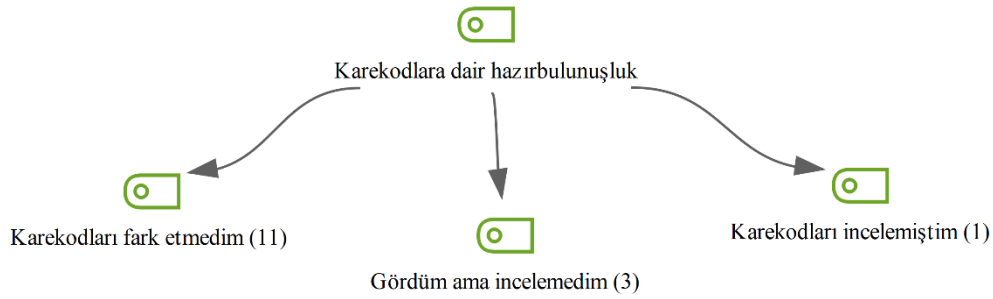 Karekodlara dair hazırbulunuşluk
Karekodları fark etmedim (11)
Gördüm ama incelemedim (3)
Karekodları incelemiştim (1)